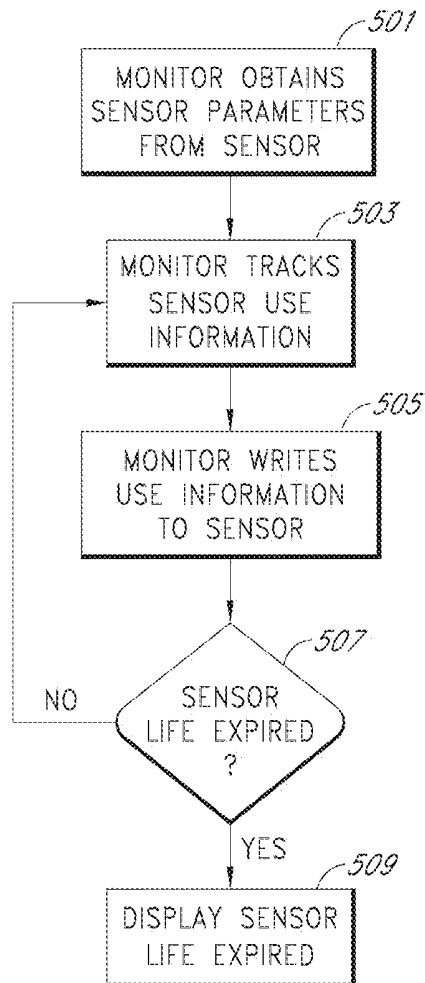 501
MONITOR OBTAINS
SENSOR PARAMETERS
FROM SENSOR
503
MONITOR TRACKS
SENSOR USE
INFORMATION
505
MONITOR WRITES
USE INFORMATION
TO SENSOR
507
SENSOR
LIFE EXPIRED
?
NO
YES
509
DISPLAY SENSOR
LIFE EXPIRED